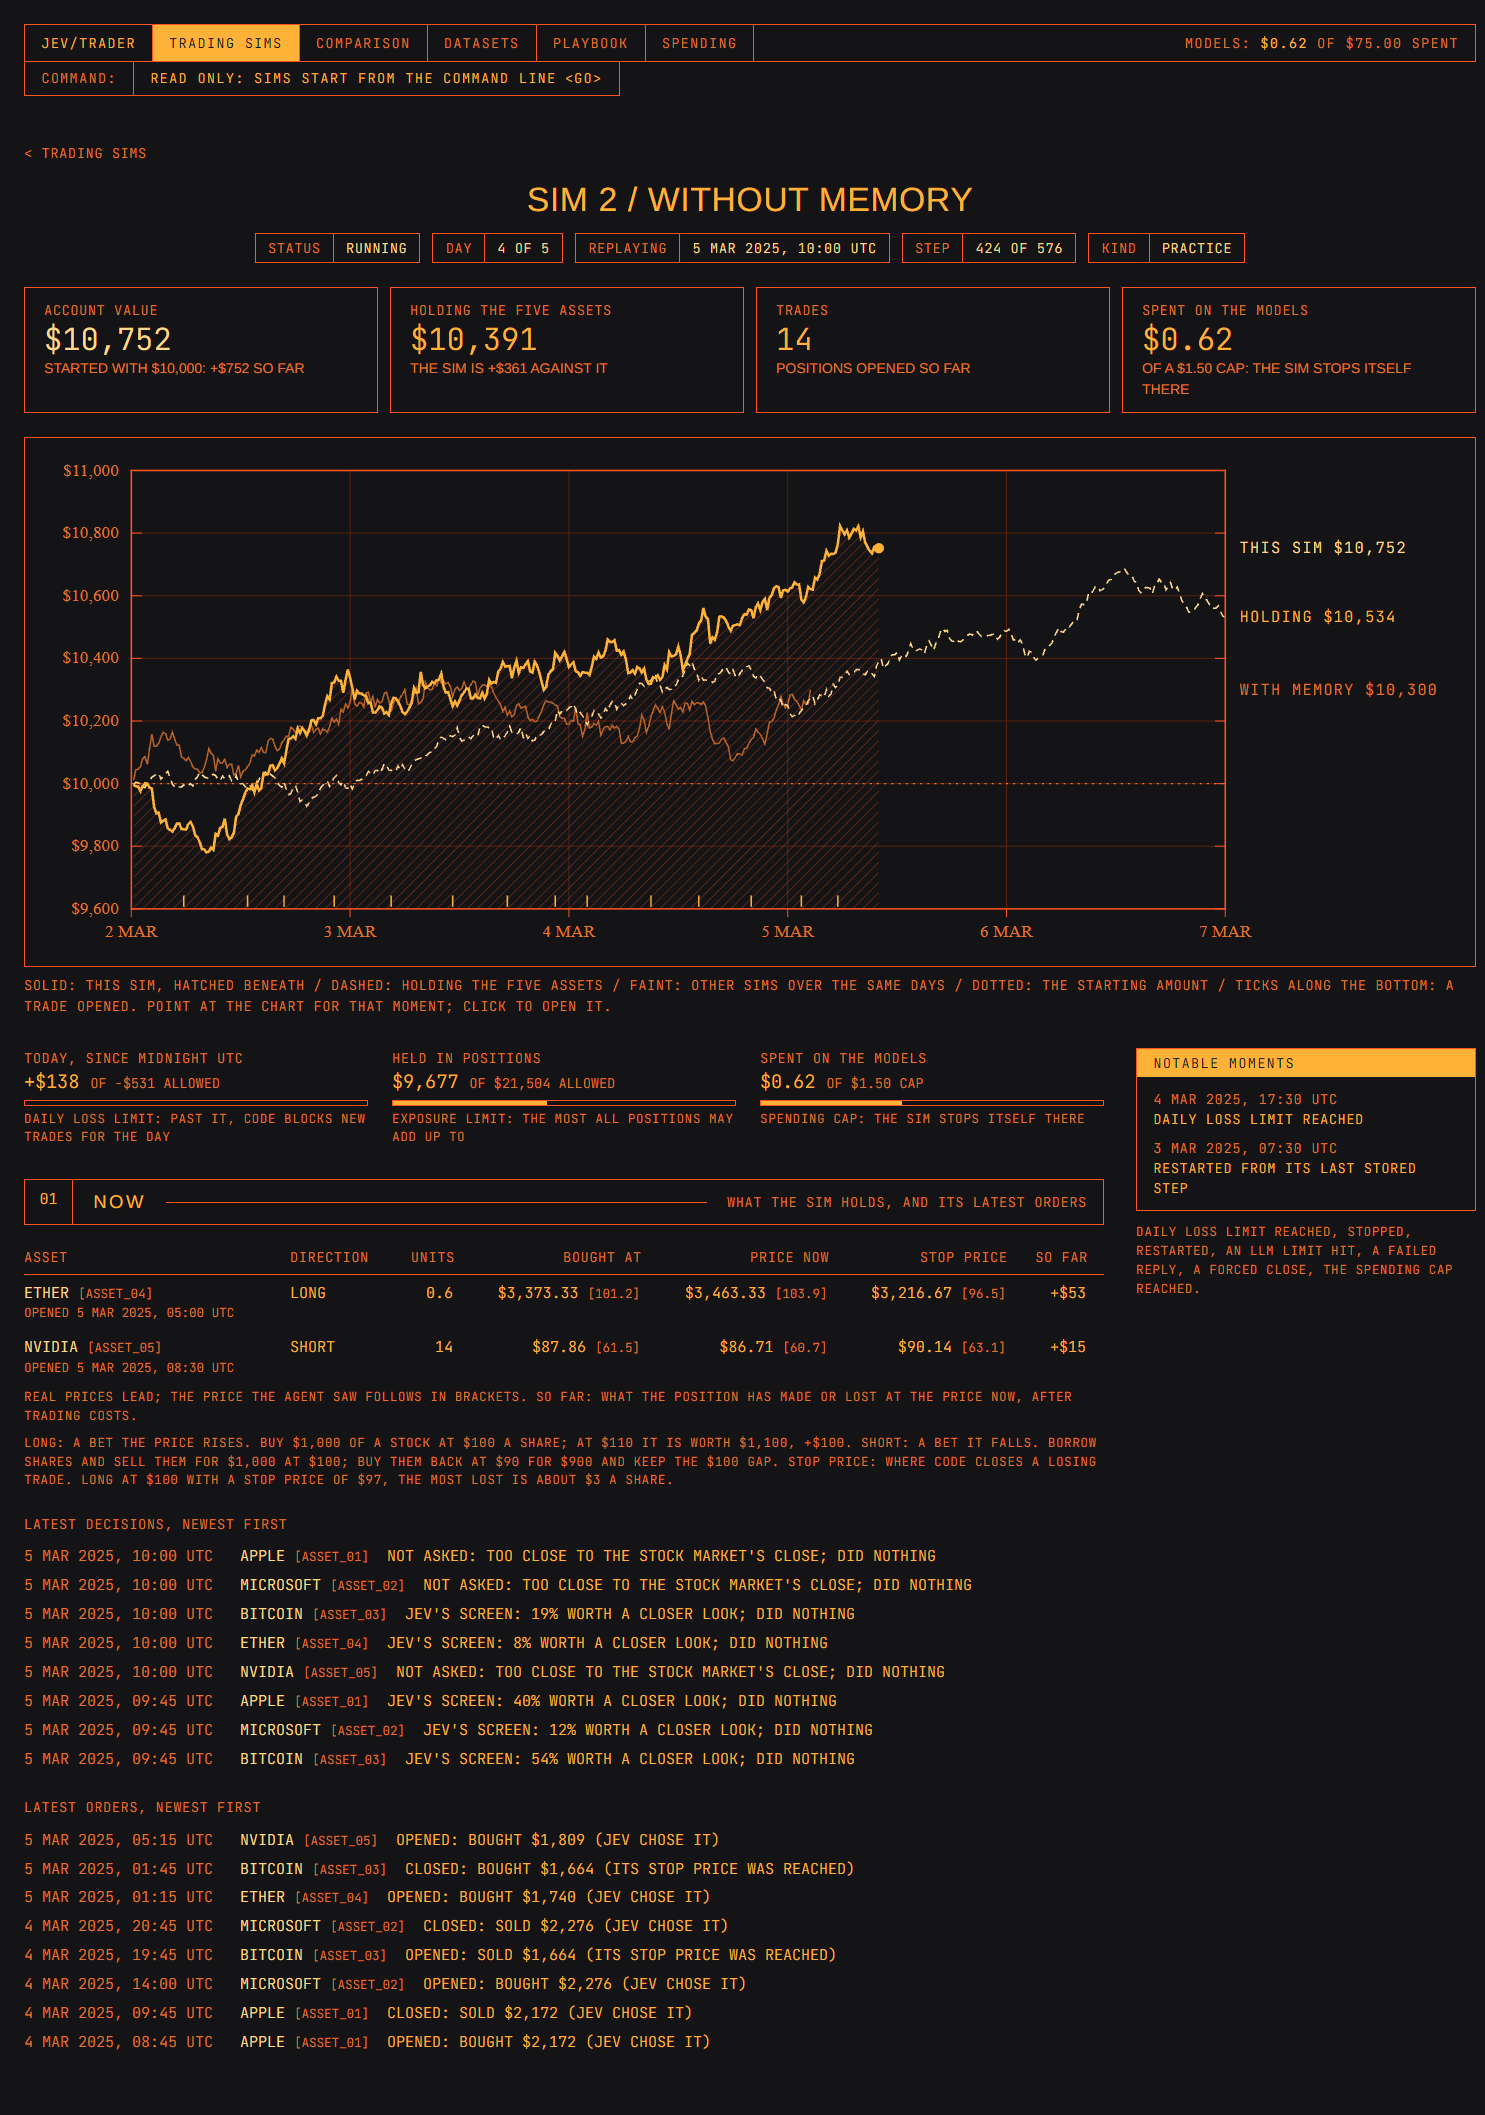 JEV/TRADER TRADING SIMS COMPARISON DATASETS PLAYBOOK SPENDING MODELS: $0.62 OF $75.00 SPENT
COMMAND: READ ONLY: SIMS START FROM THE COMMAND LINE <GO>
< TRADING SIMS
SIM 2 / WITHOUT MEMORY
STATUS RUNNING DAY 4 OF 5 REPLAYING 5 MAR 2025, 10:00 UTC STEP 424 OF 576 KIND PRACTICE
ACCOUNT VALUE
$10,752
STARTED WITH $10,000: +$752 SO FAR
HOLDING THE FIVE ASSETS
$10,391
THE SIM IS +$361 AGAINST IT
TRADES
14
POSITIONS OPENED SO FAR
SPENT ON THE MODELS
$0.62
OF A $1.50 CAP: THE SIM STOPS ITSELF
THERE
$11,000
$10,800
$10,600
$10,400
$10,200
$10,000
$9,800
$9,600
2 MAR 3 MAR 4 MAR 5 MAR 6 MAR 7 MAR
THIS SIM $10,752
HOLDING $10,534
WITH MEMORY $10,300
SOLID: THIS SIM, HATCHED BENEATH / DASHED: HOLDING THE FIVE ASSETS / FAINT: OTHER SIMS OVER THE SAME DAYS / DOTTED: THE STARTING AMOUNT / TICKS ALONG THE BOTTOM: A
TRADE OPENED. POINT AT THE CHART FOR THAT MOMENT; CLICK TO OPEN IT.
TODAY, SINCE MIDNIGHT UTC
+$138 OF -$531 ALLOWED
DAILY LOSS LIMIT: PAST IT, CODE BLOCKS NEW
TRADES FOR THE DAY
HELD IN POSITIONS
$9,677 OF $21,504 ALLOWED
EXPOSURE LIMIT: THE MOST ALL POSITIONS MAY
ADD UP TO
SPENT ON THE MODELS
$0.62 OF $1.50 CAP
SPENDING CAP: THE SIM STOPS ITSELF THERE
NOTABLE MOMENTS
4 MAR 2025, 17:30 UTC
DAILY LOSS LIMIT REACHED
3 MAR 2025, 07:30 UTC
RESTARTED FROM ITS LAST STORED
STEP
DAILY LOSS LIMIT REACHED, STOPPED,
RESTARTED, AN LLM LIMIT HIT, A FAILED
REPLY, A FORCED CLOSE, THE SPENDING CAP
REACHED.
01 NOW WHAT THE SIM HOLDS, AND ITS LATEST ORDERS
ASSET DIRECTION UNITS BOUGHT AT PRICE NOW STOP PRICE SO FAR
ETHER [ASSET_04] LONG 0.6 $3,373.33 [101.2] $3,463.33 [103.9] $3,216.67 [96.5] +$53
OPENED 5 MAR 2025, 05:00 UTC
NVIDIA [ASSET_05] SHORT 14 $87.86 [61.5] $86.71 [60.7] $90.14 [63.1] +$15
OPENED 5 MAR 2025, 08:30 UTC
REAL PRICES LEAD; THE PRICE THE AGENT SAW FOLLOWS IN BRACKETS. SO FAR: WHAT THE POSITION HAS MADE OR LOST AT THE PRICE NOW, AFTER
TRADING COSTS.
LONG: A BET THE PRICE RISES. BUY $1,000 OF A STOCK AT $100 A SHARE; AT $110 IT IS WORTH $1,100, +$100. SHORT: A BET IT FALLS. BORROW
SHARES AND SELL THEM FOR $1,000 AT $100; BUY THEM BACK AT $90 FOR $900 AND KEEP THE $100 GAP. STOP PRICE: WHERE CODE CLOSES A LOSING
TRADE. LONG AT $100 WITH A STOP PRICE OF $97, THE MOST LOST IS ABOUT $3 A SHARE.
LATEST DECISIONS, NEWEST FIRST
5 MAR 2025, 10:00 UTC APPLE [ASSET_01] NOT ASKED: TOO CLOSE TO THE STOCK MARKET'S CLOSE; DID NOTHING
5 MAR 2025, 10:00 UTC MICROSOFT [ASSET_02] NOT ASKED: TOO CLOSE TO THE STOCK MARKET'S CLOSE; DID NOTHING
5 MAR 2025, 10:00 UTC BITCOIN [ASSET_03] JEV'S SCREEN: 19% WORTH A CLOSER LOOK; DID NOTHING
5 MAR 2025, 10:00 UTC ETHER [ASSET_04] JEV'S SCREEN: 8% WORTH A CLOSER LOOK; DID NOTHING
5 MAR 2025, 10:00 UTC NVIDIA [ASSET_05] NOT ASKED: TOO CLOSE TO THE STOCK MARKET'S CLOSE; DID NOTHING
5 MAR 2025, 09:45 UTC APPLE [ASSET_01] JEV'S SCREEN: 40% WORTH A CLOSER LOOK; DID NOTHING
5 MAR 2025, 09:45 UTC MICROSOFT [ASSET_02] JEV'S SCREEN: 12% WORTH A CLOSER LOOK; DID NOTHING
5 MAR 2025, 09:45 UTC BITCOIN [ASSET_03] JEV'S SCREEN: 54% WORTH A CLOSER LOOK; DID NOTHING
LATEST ORDERS, NEWEST FIRST
5 MAR 2025, 05:15 UTC NVIDIA [ASSET_05] OPENED: BOUGHT $1,809 (JEV CHOSE IT)
5 MAR 2025, 01:45 UTC BITCOIN [ASSET_03] CLOSED: BOUGHT $1,664 (ITS STOP PRICE WAS REACHED)
5 MAR 2025, 01:15 UTC ETHER [ASSET_04] OPENED: BOUGHT $1,740 (JEV CHOSE IT)
4 MAR 2025, 20:45 UTC MICROSOFT [ASSET_02] CLOSED: SOLD $2,276 (JEV CHOSE IT)
4 MAR 2025, 19:45 UTC BITCOIN [ASSET_03] OPENED: SOLD $1,664 (ITS STOP PRICE WAS REACHED)
4 MAR 2025, 14:00 UTC MICROSOFT [ASSET_02] OPENED: BOUGHT $2,276 (JEV CHOSE IT)
4 MAR 2025, 09:45 UTC APPLE [ASSET_01] CLOSED: SOLD $2,172 (JEV CHOSE IT)
4 MAR 2025, 08:45 UTC APPLE [ASSET_01] OPENED: BOUGHT $2,172 (JEV CHOSE IT)